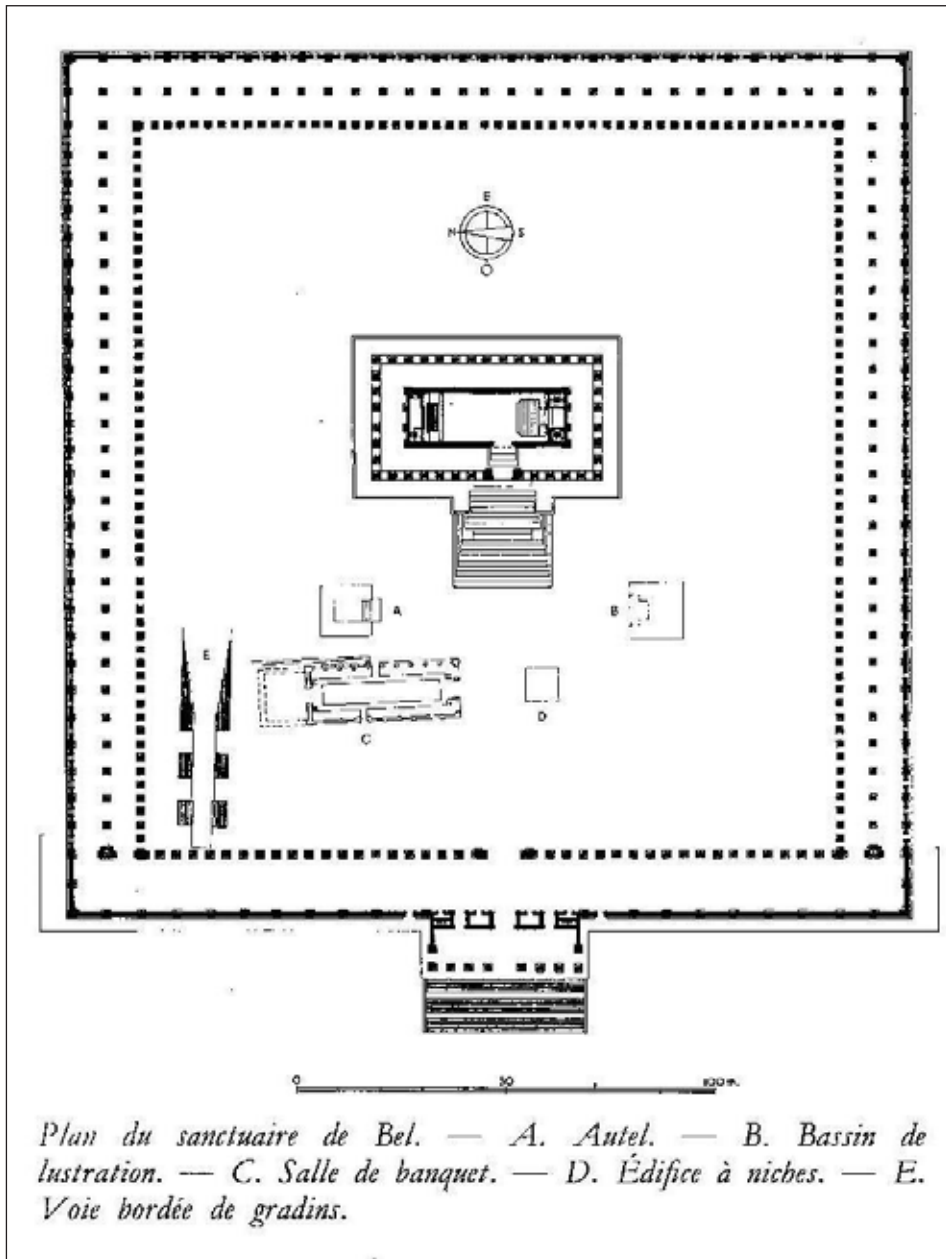 E
N S
O
A
B
E
D
C
0 50 100 m.
Plan du sanctuaire de Bel. — A. Autel. — B. Bassin de
lustration. — C. Salle de banquet. — D. Édifice à niches. — E.
Voie bordée de gradins.